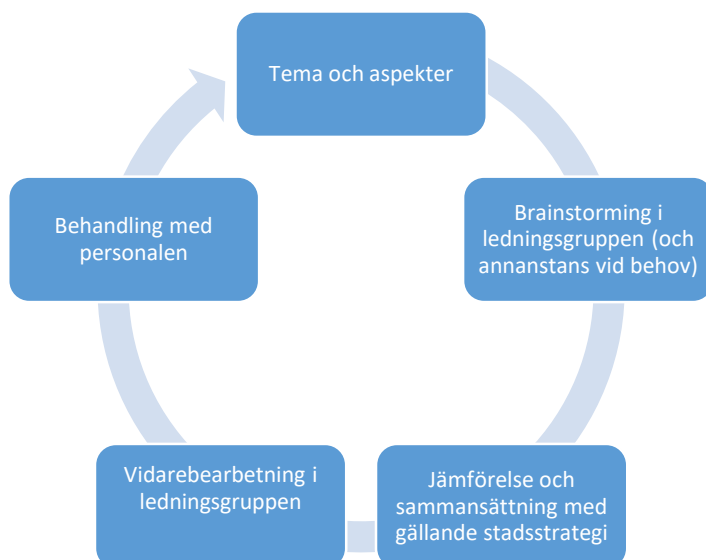 Tema och aspekter
Brainstorming i
ledningsgruppen (och
annanstans vid behov)
Jämförelse och
sammansättning med
gällande stadsstrategi
Vidarebearbetning i
ledningsgruppen
Behandling med
personalen